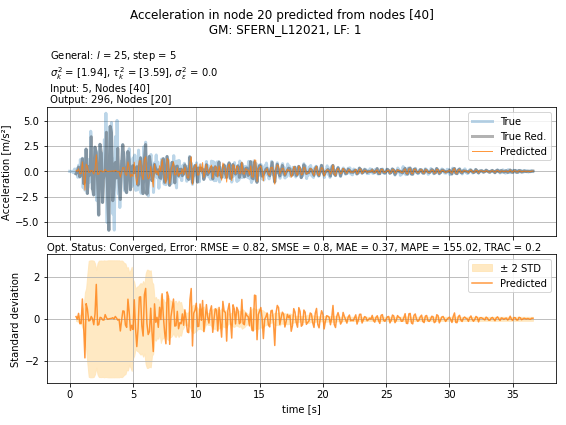 Acceleration in node 20 predicted from nodes [40]
GM: SFERN_L12021, LF: 1
General: l = 25, step = 5
σ²ₖ = [1.94], τ²ₖ = [3.59], σ²ε = 0.0
Input: 5, Nodes [40]
Output: 296, Nodes [20]
Acceleration [m/s²]
5.0
2.5
0.0
−2.5
−5.0
True
True Red.
Predicted
Opt. Status: Converged, Error: RMSE = 0.82, SMSE = 0.8, MAE = 0.37, MAPE = 155.02, TRAC = 0.2
Standard deviation
2
0
−2
± 2 STD
Predicted
0 5 10 15 20 25 30 35
time [s]